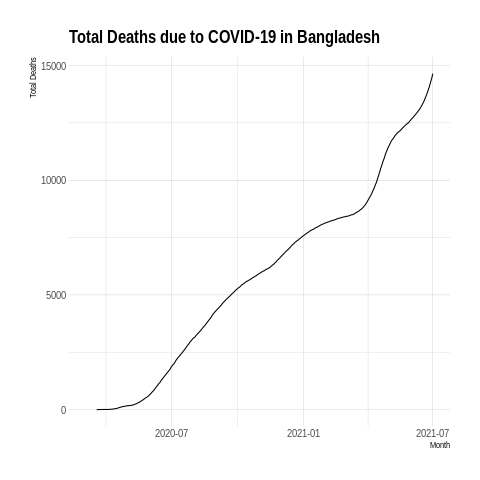 Total Deaths due to COVID-19 in Bangladesh
Total Deaths
15000
10000
5000
0
2020-07
2021-01
2021-07
Month